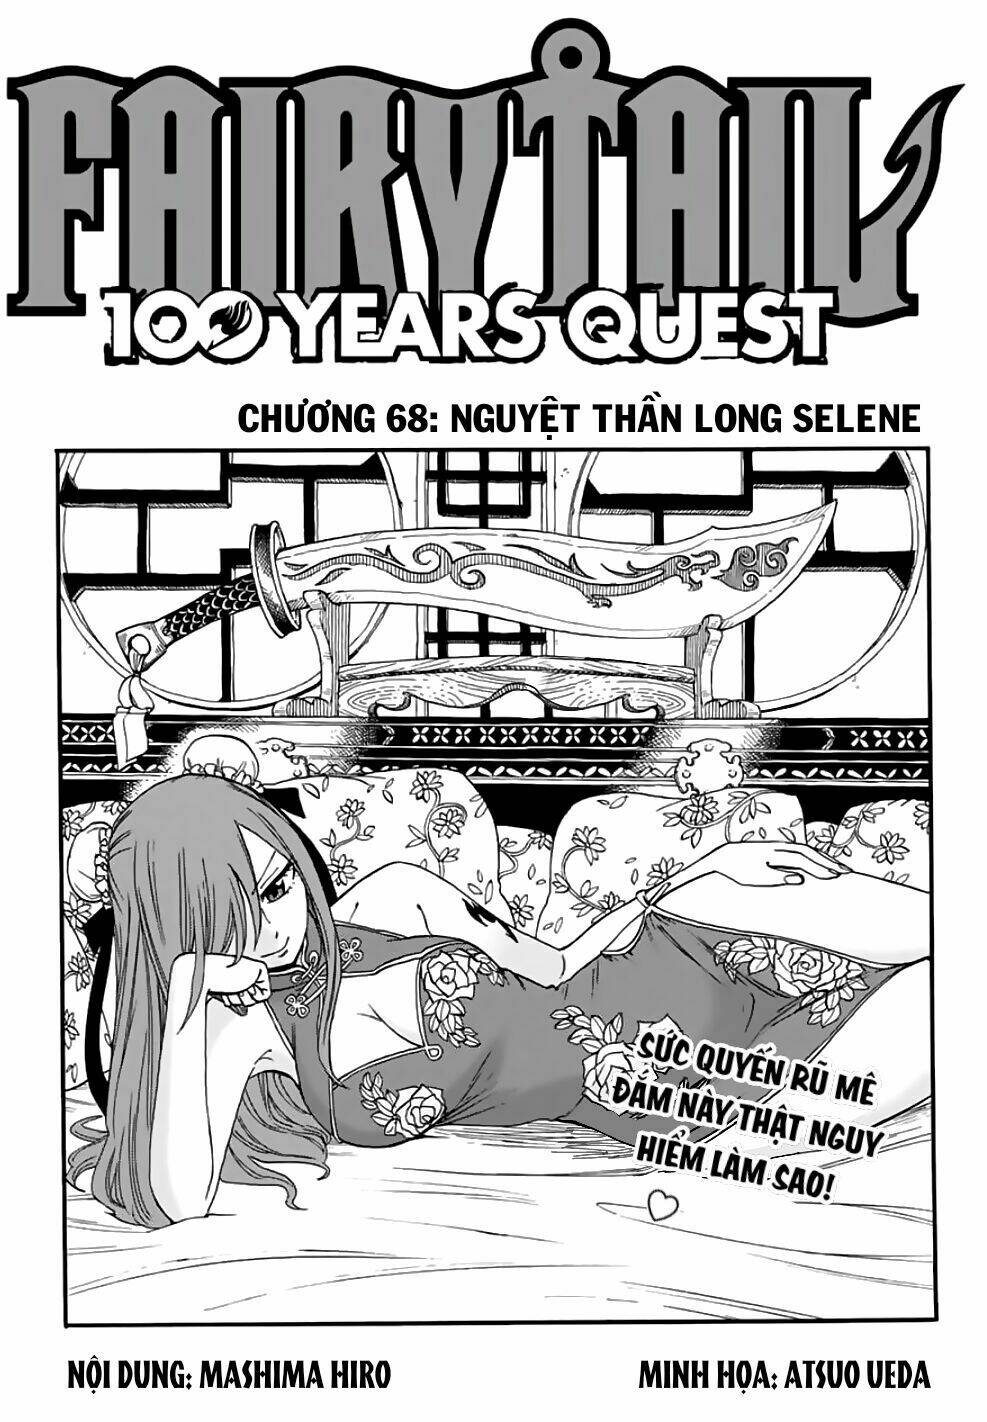 FAIRY TAIL
100 YEARS QUEST
CHƯƠNG 68: NGUYỆT THẦN LONG SELENE
SỨC QUYẾN RŨ MÊ
ĐẮM NÀY THẬT NGUY
HIỂM LÀM SAO!
NỘI DUNG: MASHIMA HIRO
MINH HỌA: ATSUO UEDA